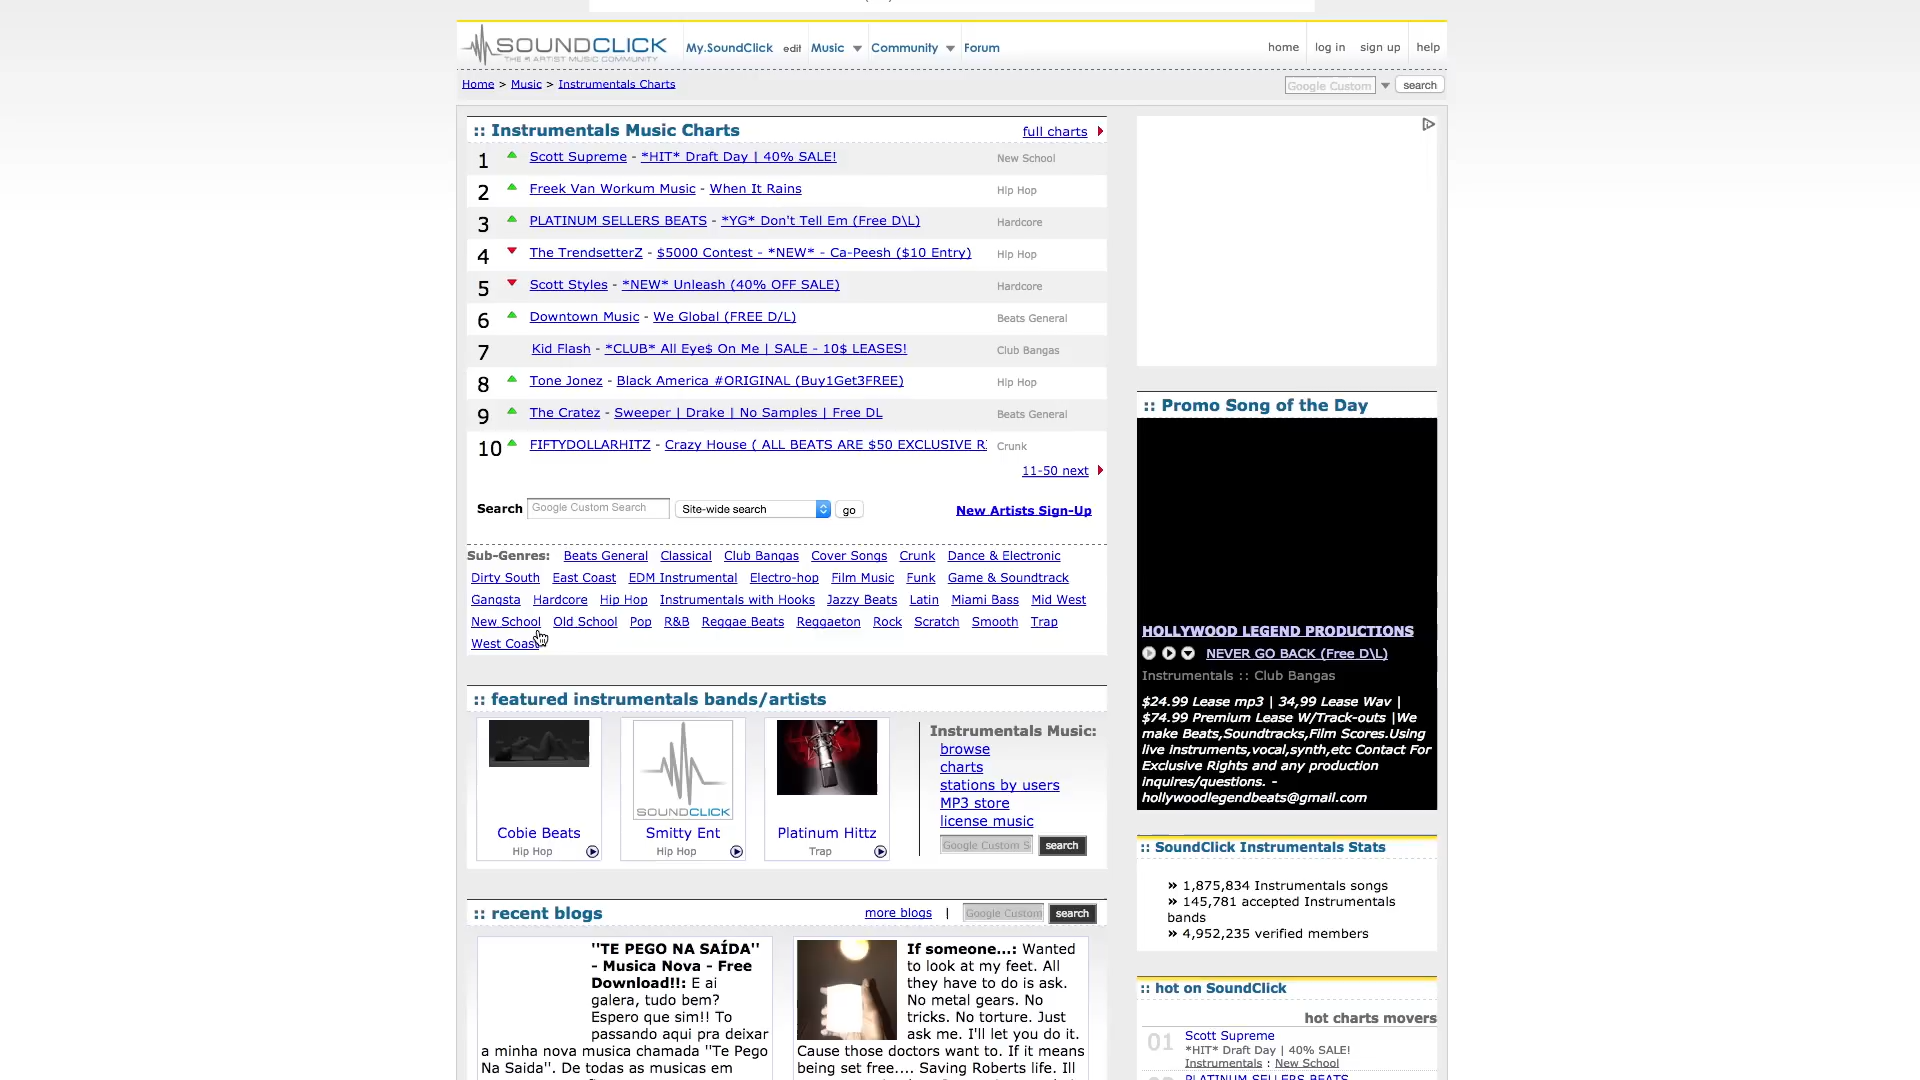 SOUNDCLICK
THE #1 ARTIST MUSIC COMMUNITY
My.SoundClick edit Music Community Forum
home log in sign up help
Home > Music > Instrumentals Charts
Google Custom search
:: Instrumentals Music Charts full charts
1 Scott Supreme - *HIT* Draft Day | 40% SALE! New School
2 Freek Van Workum Music - When It Rains Hip Hop
3 PLATINUM SELLERS BEATS - *YG* Don't Tell Em (Free D\L) Hardcore
4 The TrendsetterZ - $5000 Contest - *NEW* - Ca-Peesh ($10 Entry) Hip Hop
5 Scott Styles - *NEW* Unleash (40% OFF SALE) Hardcore
6 Downtown Music - We Global (FREE D/L) Beats General
7 Kid Flash - *CLUB* All Eye$ On Me | SALE - 10$ LEASES! Club Bangas
8 Tone Jonez - Black America #ORIGINAL (Buy1Get3FREE) Hip Hop
9 The Cratez - Sweeper | Drake | No Samples | Free DL Beats General
10 FIFTYDOLLARHITZ - Crazy House ( ALL BEATS ARE $50 EXCLUSIVE Crunk
11-50 next
Search Google Custom Search Site-wide search go New Artists Sign-Up
Sub-Genres: Beats General Classical Club Bangas Cover Songs Crunk Dance & Electronic
Dirty South East Coast EDM Instrumental Electro-hop Film Music Funk Game & Soundtrack
Gangsta Hardcore Hip Hop Instrumentals with Hooks Jazzy Beats Latin Miami Bass Mid West
New School Old School Pop R&B Reggae Beats Reggaeton Rock Scratch Smooth Trap
West Coast
:: featured instrumentals bands/artists
SOUNDCLICK
Cobie Beats
Hip Hop
Smitty Ent
Hip Hop
Platinum Hittz
Trap
Instrumentals Music:
browse
charts
stations by users
MP3 store
license music
Google Custom S search
:: recent blogs more blogs | Google Custom search
"TE PEGO NA SAÍDA"
- Musica Nova - Free
Download!!: E ai
galera, tudo bem?
Espero que sim!! To
passando aqui pra deixar
a minha nova musica chamada "Te Pego
Na Saida". De todas as musicas em
If someone...: Wanted
to look at my feet. All
they have to do is ask.
No metal gears. No
tricks. No torture. Just
ask me. I'll let you do it.
Cause those doctors want to. If it means
being set free.... Saving Roberts life. Ill
:: Promo Song of the Day
HOLLYWOOD LEGEND PRODUCTIONS
NEVER GO BACK (Free D\L)
Instrumentals :: Club Bangas
$24.99 Lease mp3 | 34,99 Lease Wav |
$74.99 Premium Lease W/Track-outs |We
make Beats,Soundtracks,Film Scores.Using
live instruments,vocal,synth,etc Contact For
Exclusive Rights and any production
inquires/questions. -
hollywoodlegendbeats@gmail.com
:: SoundClick Instrumentals Stats
» 1,875,834 Instrumentals songs
» 145,781 accepted Instrumentals
bands
» 4,952,235 verified members
:: hot on SoundClick
hot charts movers
01 Scott Supreme
*HIT* Draft Day | 40% SALE!
Instrumentals : New School
PLATINUM SELLERS BEATS